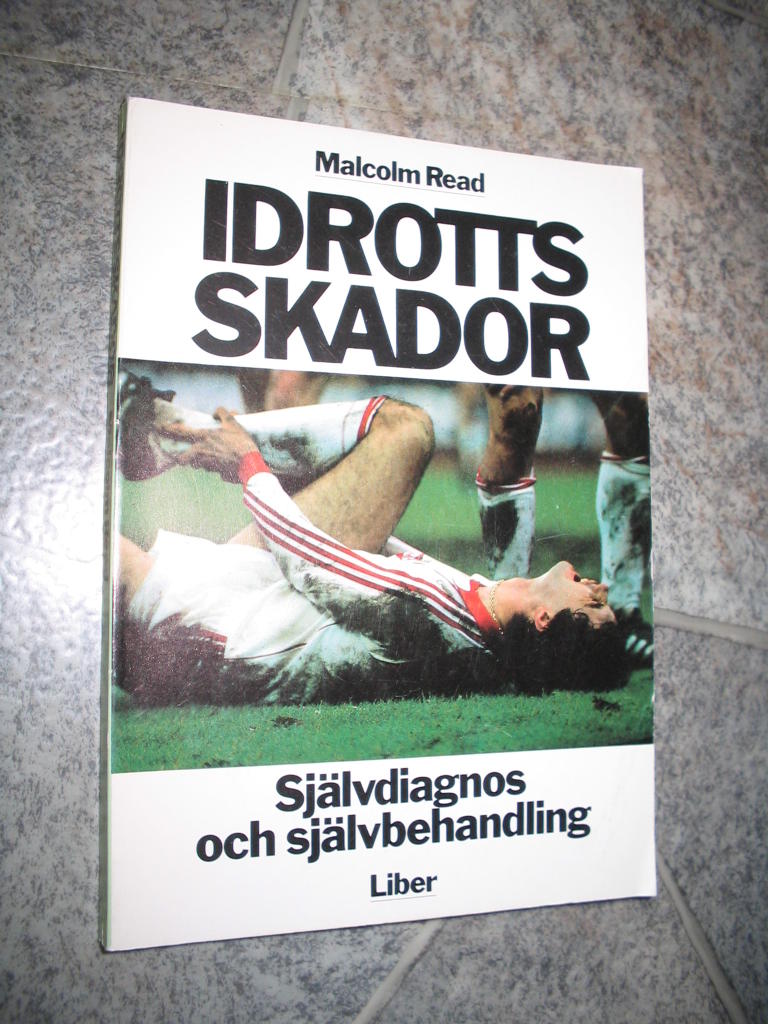 Malcolm Read
IDROTTS
SKADOR
Självdiagnos
och självbehandling
Liber